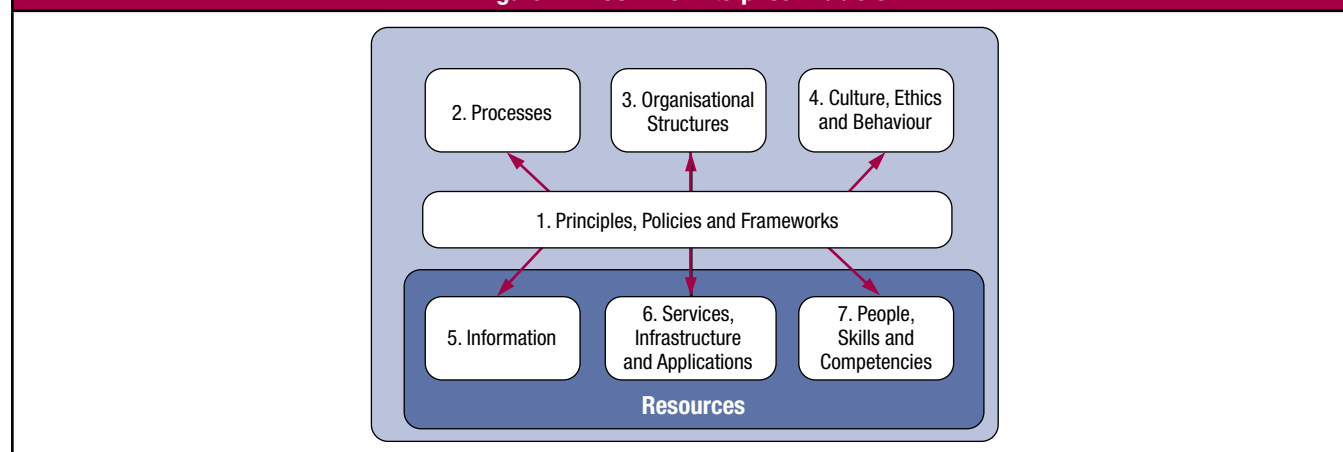 2. Processes
3. Organisational
Structures
4. Culture, Ethics
and Behaviour
1. Principles, Policies and Frameworks
5. Information
6. Services,
Infrastructure
and Applications
7. People,
Skills and
Competencies
Resources